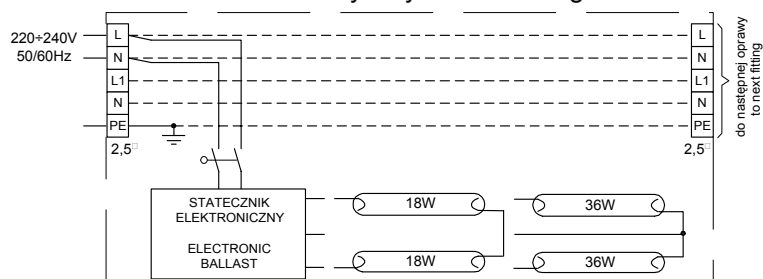 220÷240V
50/60Hz
L
N
L1
N
PE
2,5
L
N
L1
N
PE
2,5
do następnej oprawy
to next fitting
STATECZNIK
ELEKTRONICZNY
ELECTRONIC
BALLAST
18W
36W
18W
36W